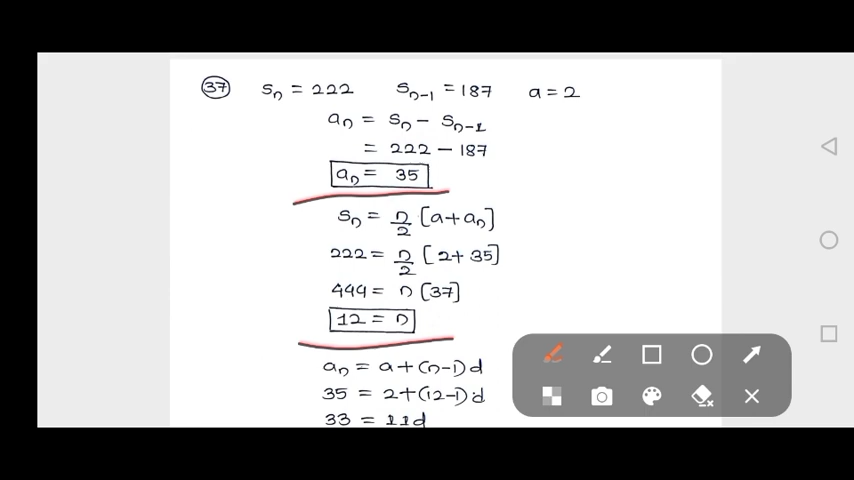 37 Sn = 222 Sn-1 = 187 a = 2
an = Sn − Sn-1
= 222 − 187
an = 35
Sn = n/2 [a + an]
222 = n/2 [2 + 35]
444 = n [37]
12 = n
an = a + (n-1) d
35 = 2 + (12-1) d
33 = 11d